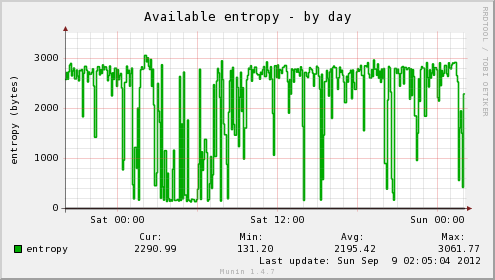 Available entropy - by day
RRDTOOL / TOBI OETIKER
entropy (bytes)
3000
2000
1000
0
Sat 00:00 Sat 12:00 Sun 00:00
Cur: Min: Avg: Max:
entropy 2290.99 131.20 2195.42 3061.77
Last update: Sun Sep 9 02:05:04 2012
Munin 1.4.7